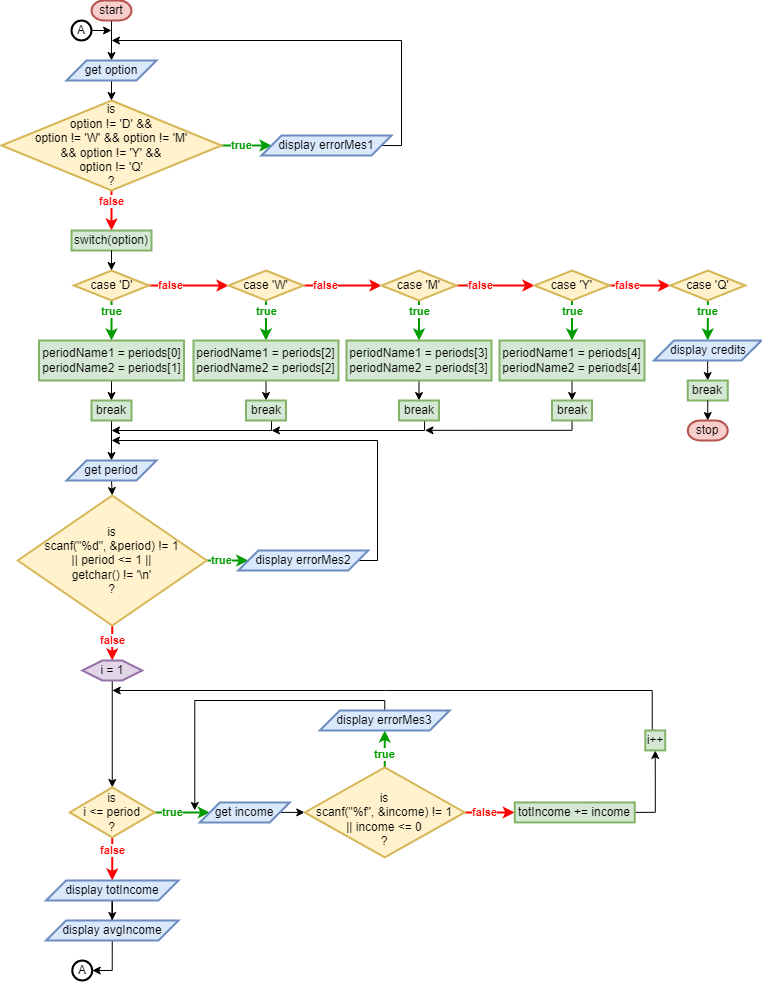 start
A
get option
is
option != 'D' &&
option != 'W' && option != 'M'
&& option != 'Y' &&
option != 'Q'
?
true
display errorMes1
false
switch(option)
case 'D'
false
case 'W'
false
case 'M'
false
case 'Y'
false
case 'Q'
true
true
true
true
true
periodName1 = periods[0]
periodName2 = periods[1]
periodName1 = periods[2]
periodName2 = periods[2]
periodName1 = periods[3]
periodName2 = periods[3]
periodName1 = periods[4]
periodName2 = periods[4]
display credits
break
break
break
break
break
stop
get period
is
scanf("%d", &period) != 1
|| period <= 1 ||
getchar() != '\n'
?
true
display errorMes2
false
i = 1
display errorMes3
i++
true
is
i <= period
?
true
get income
is
scanf("%f", &income) != 1
|| income <= 0
?
false
totIncome += income
false
display totIncome
display avgIncome
A